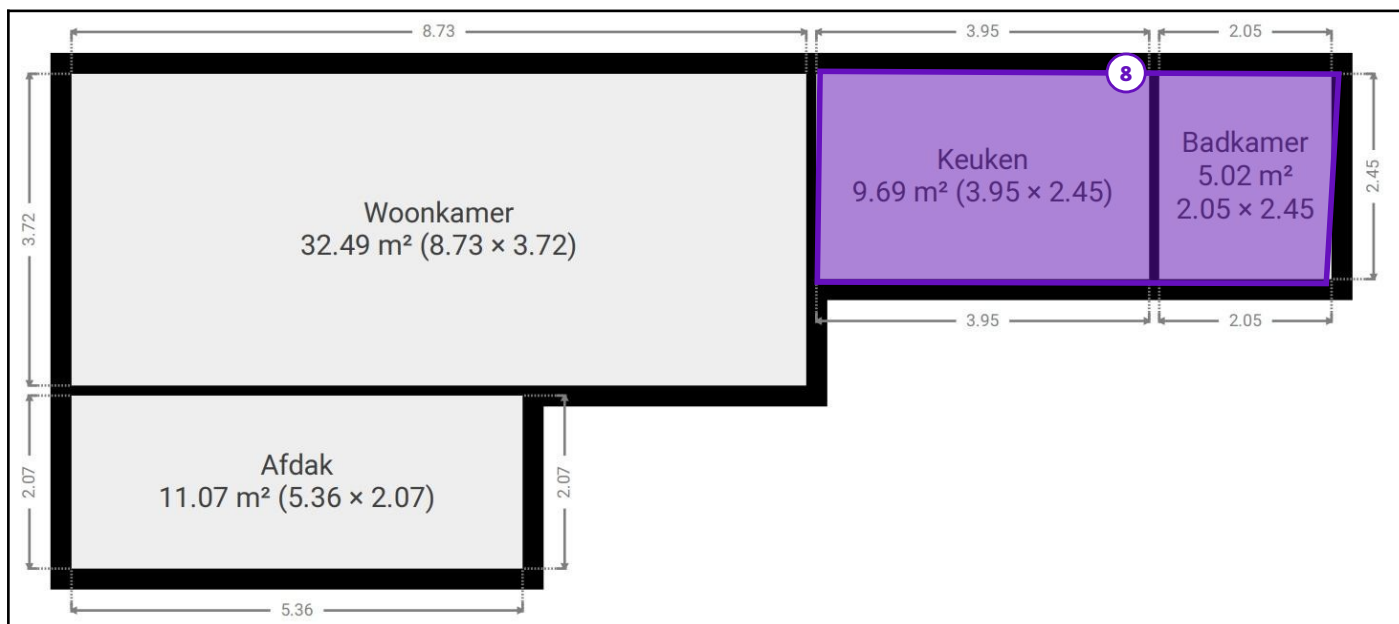 8.73
3.95
2.05
8
3.72
Woonkamer
32.49 m² (8.73 × 3.72)
Keuken
9.69 m² (3.95 × 2.45)
Badkamer
5.02 m²
2.05 × 2.45
2.45
3.95
2.05
2.07
Afdak
11.07 m² (5.36 × 2.07)
2.07
5.36